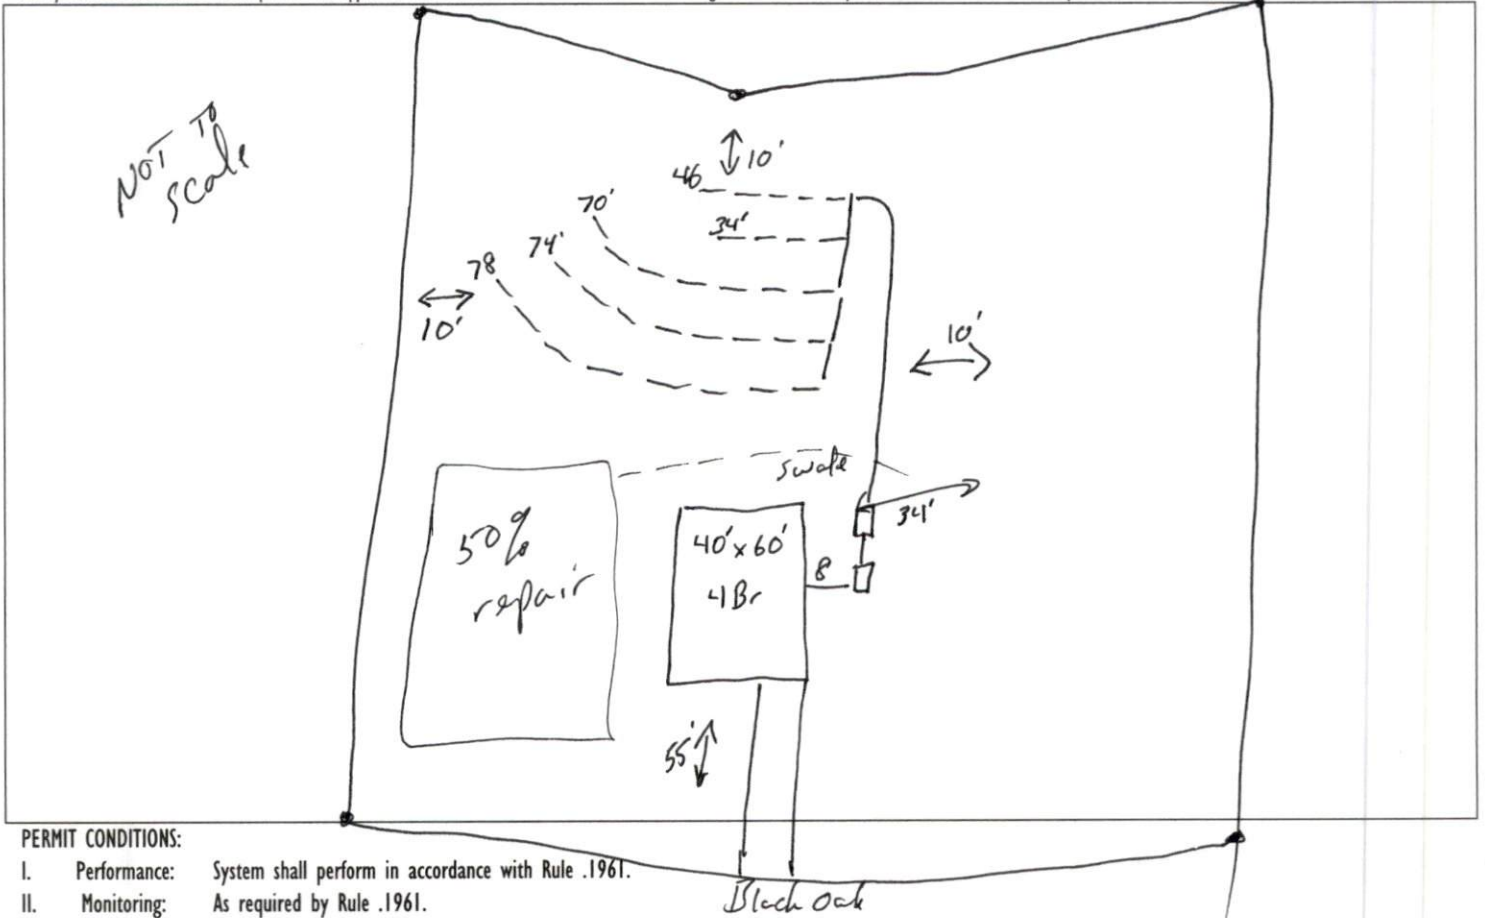 NOT TO
scale
10'
46
70'
34'
74'
78
10'
10'
swale
34'
50%
repair
40'x60'
4Br
8
55'
PERMIT CONDITIONS:
I. Performance: System shall perform in accordance with Rule .1961.
II. Monitoring: As required by Rule .1961.
Black Oak